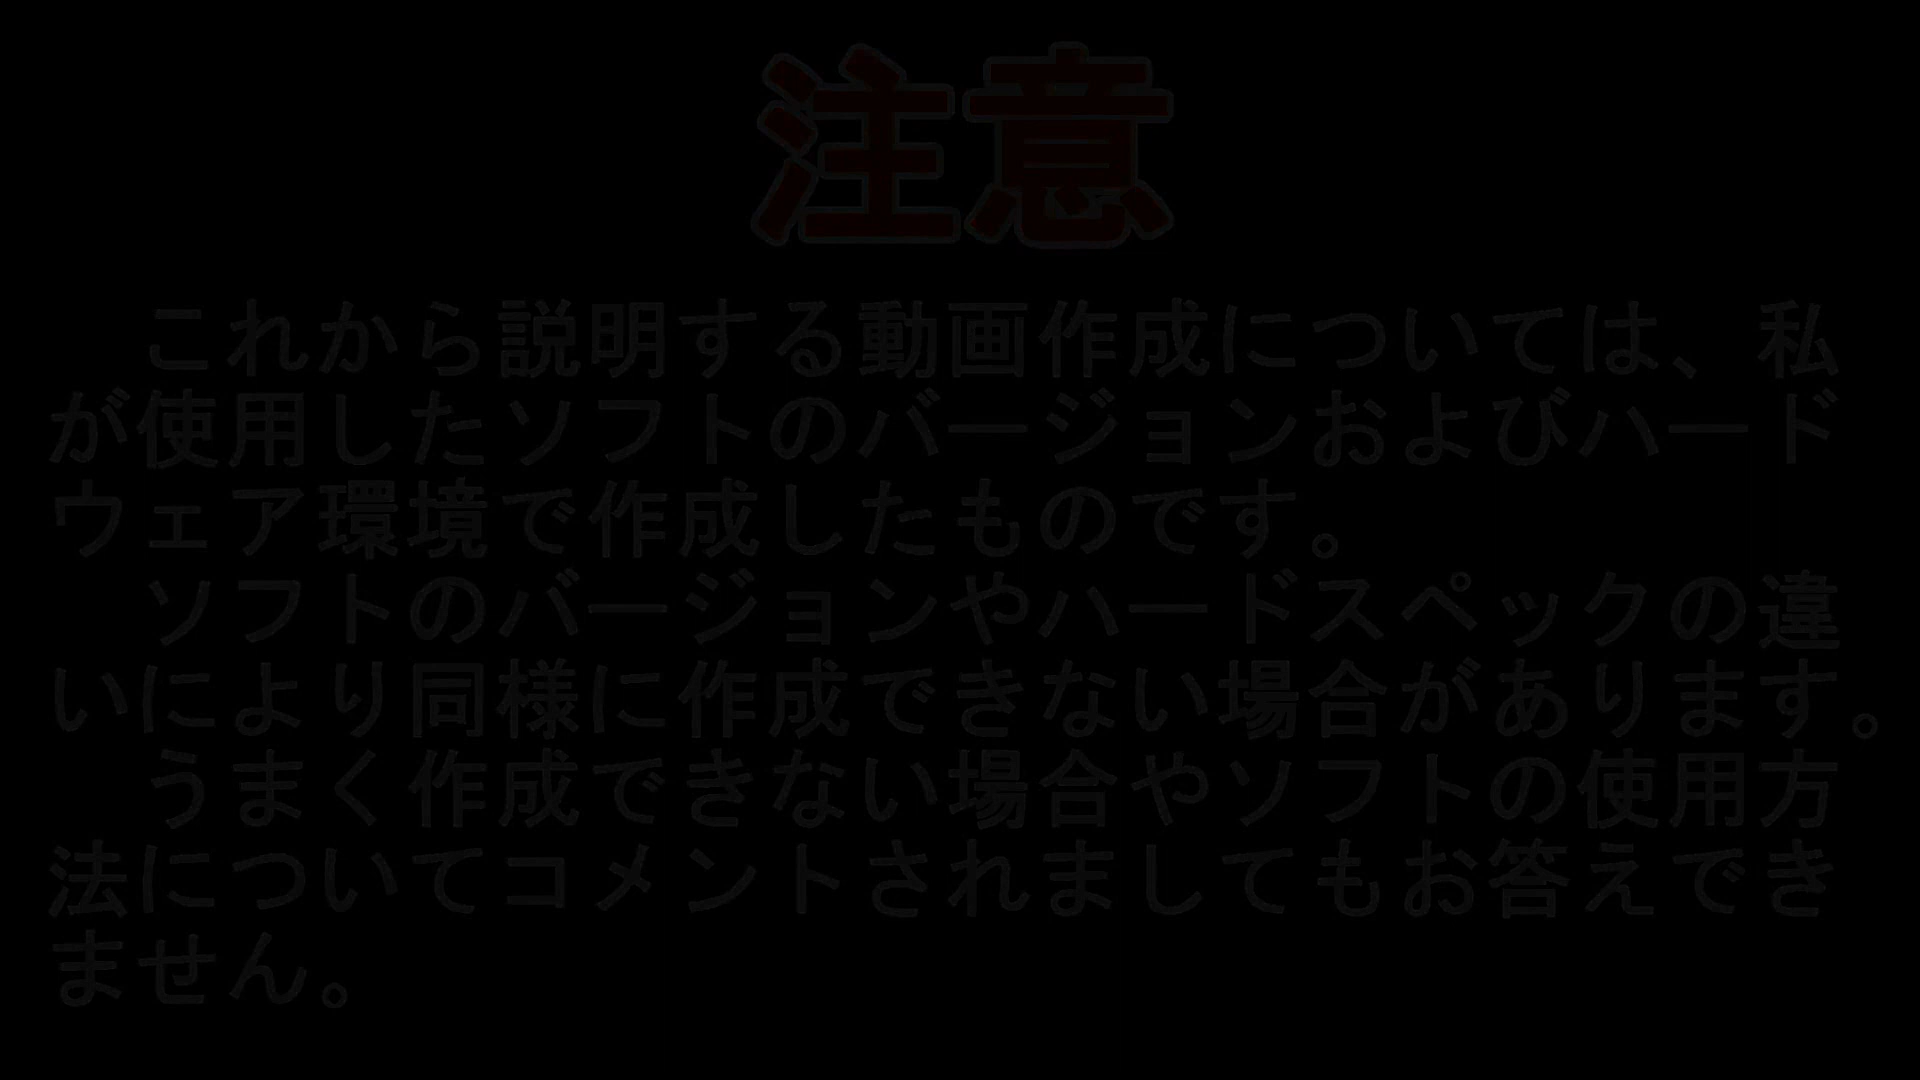 注意
これから説明する動画作成については、私
が使用したソフトのバージョンおよびハード
ウェア環境で作成したものです。
ソフトのバージョンやハードスペックの違
いにより同様に作成できない場合があります。
うまく作成できない場合やソフトの使用方
法についてコメントされましてもお答えでき
ません。